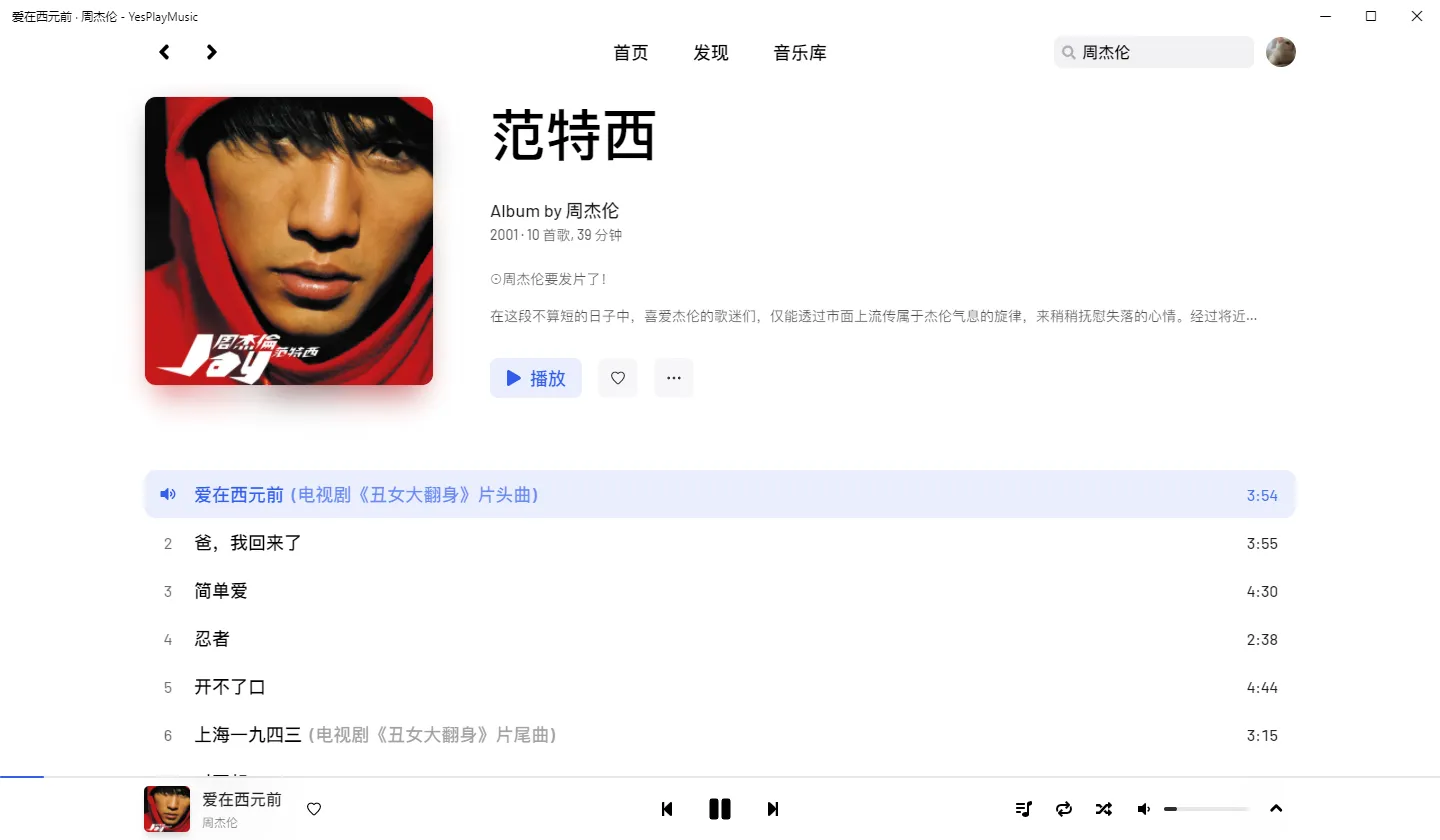 爱在西元前 · 周杰伦 - YesPlayMusic
首页 发现 音乐库 周杰伦
周杰倫
范特西
Jay
范特西
Album by 周杰伦
2001 · 10 首歌, 39 分钟
⊙周杰伦要发片了！
在这段不算短的日子中，喜爱杰伦的歌迷们，仅能透过市面上流传属于杰伦气息的旋律，来稍稍抚慰失落的心情。经过将近...
播放
爱在西元前 (电视剧《丑女大翻身》片头曲) 3:54
2 爸，我回来了 3:55
3 简单爱 4:30
4 忍者 2:38
5 开不了口 4:44
6 上海一九四三 (电视剧《丑女大翻身》片尾曲) 3:15
爱在西元前
周杰伦